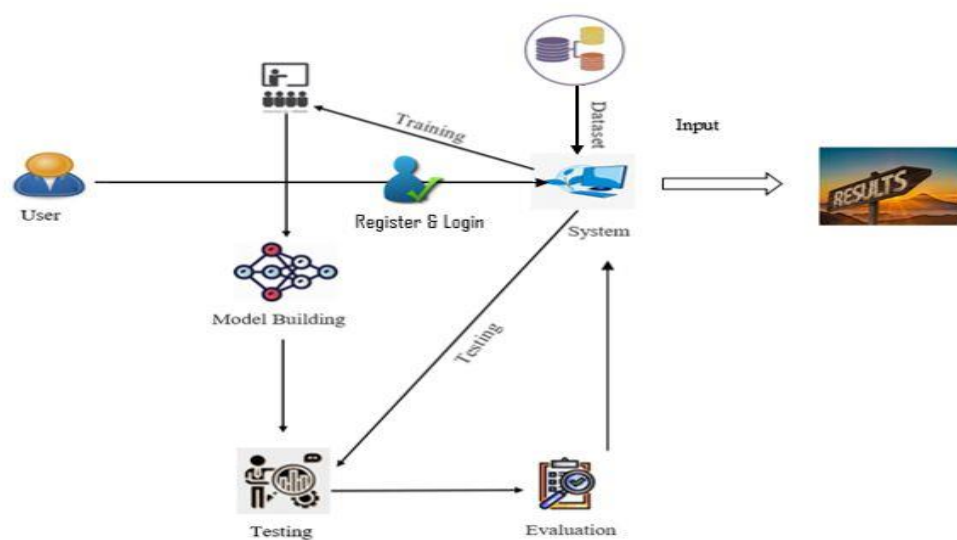 Dataset
Training
Input
RESULTS
User
Register & Login
System
Model Building
Testing
Testing
Evaluation